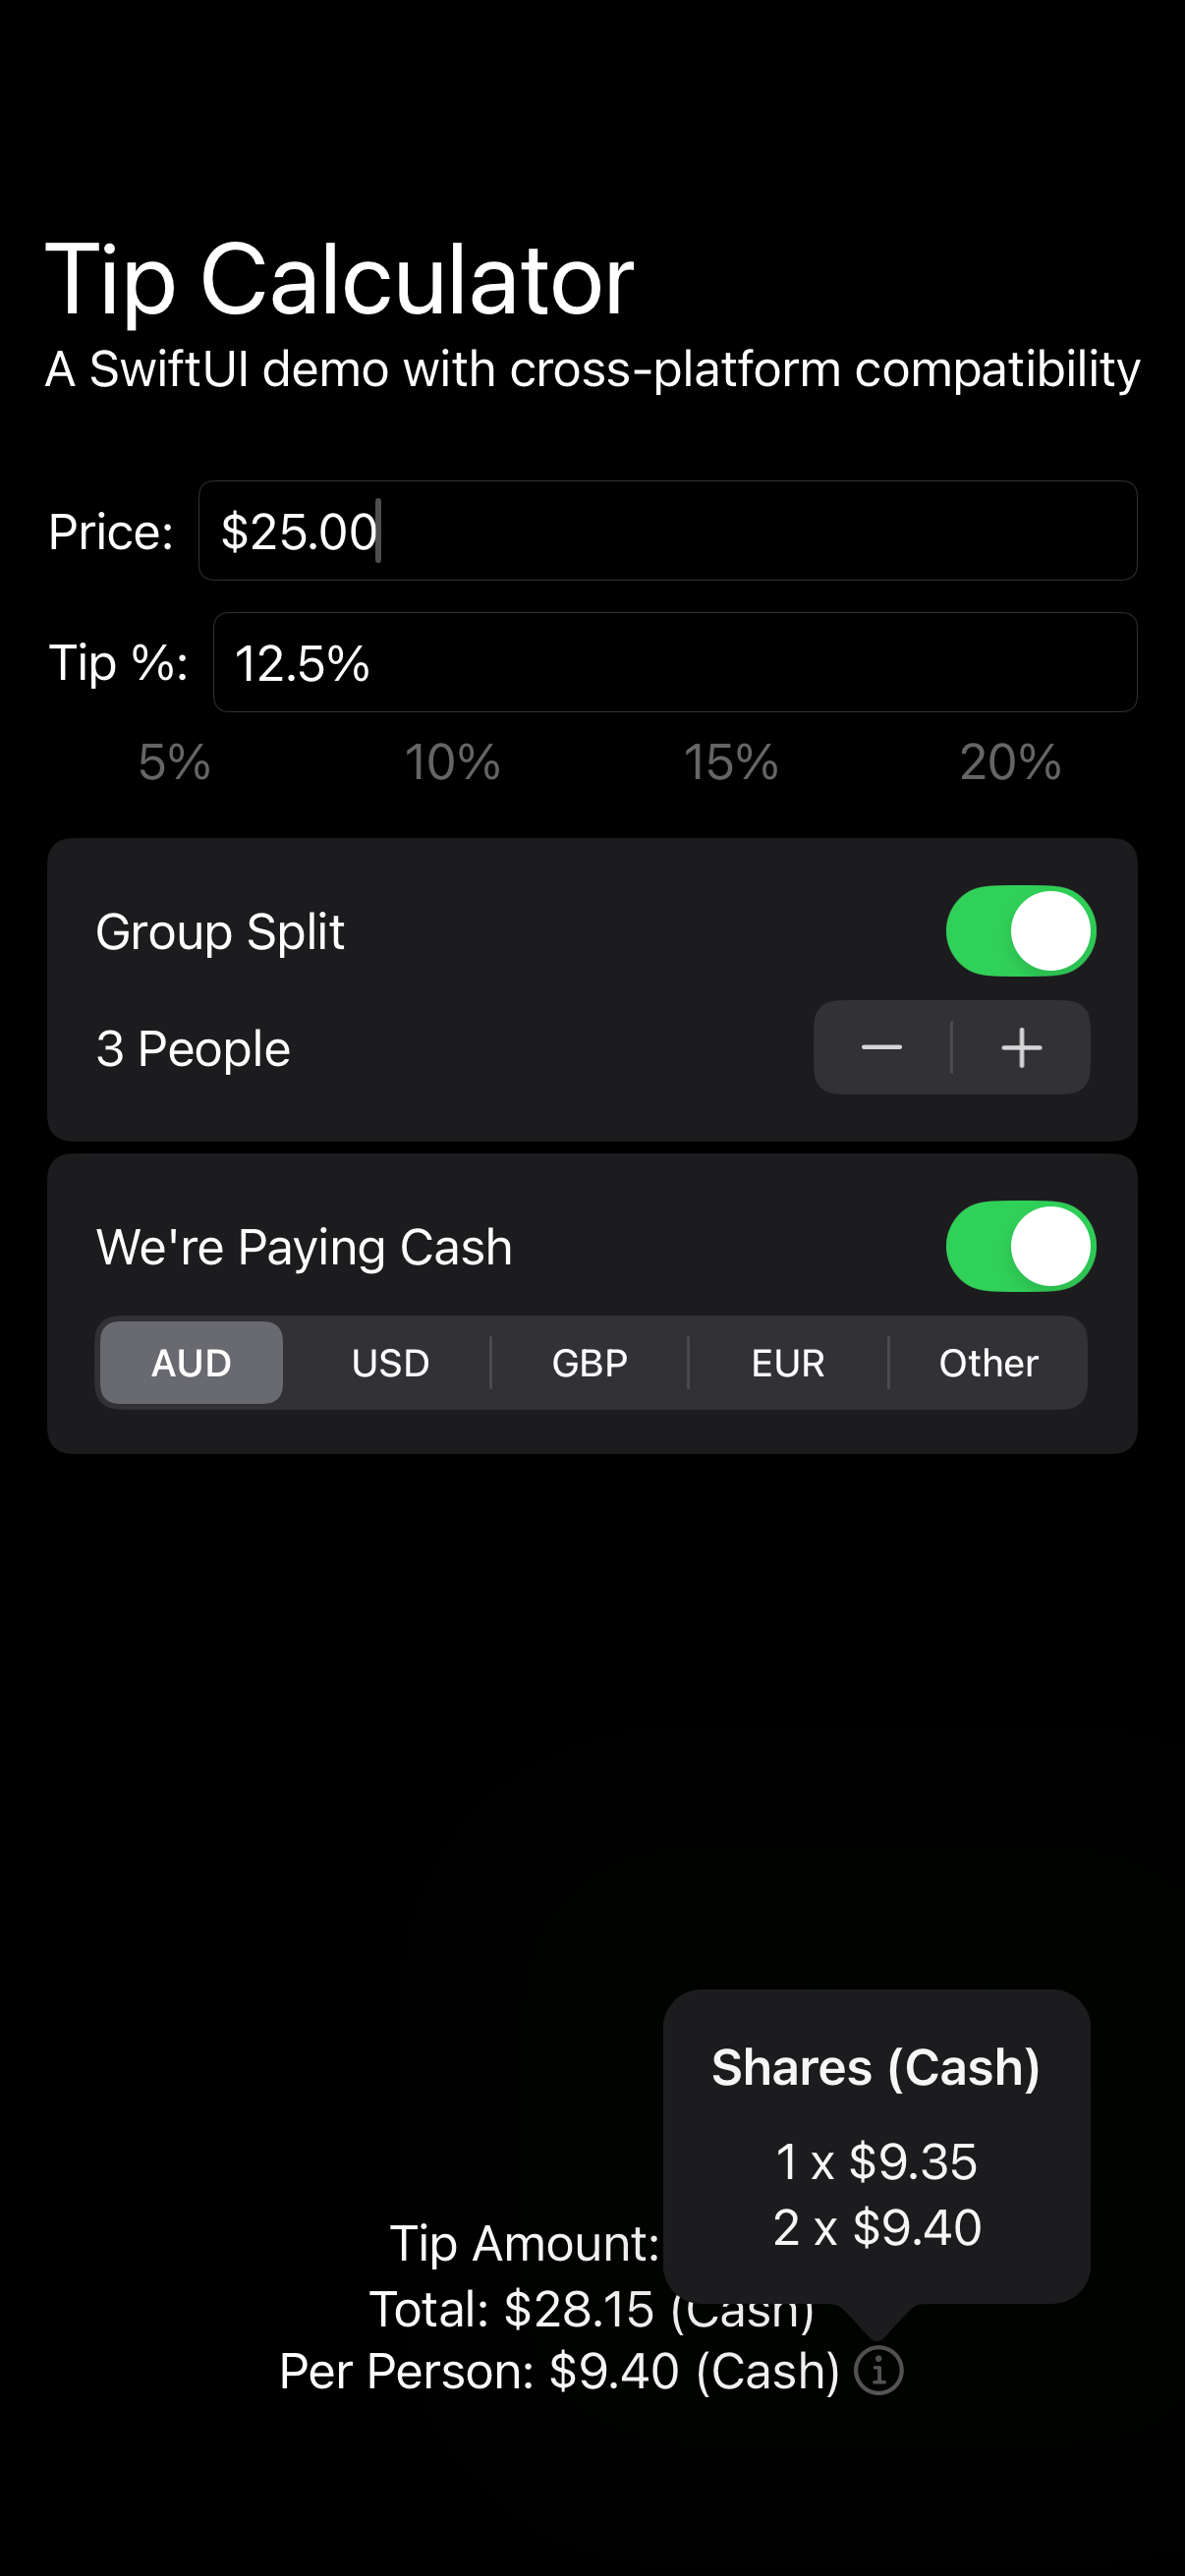 Tip Calculator
A SwiftUI demo with cross-platform compatibility
Price: $25.00
Tip %: 12.5%
5% 10% 15% 20%
Group Split
3 People
We're Paying Cash
AUD USD GBP EUR Other
Shares (Cash)
1 x $9.35
2 x $9.40
Tip Amount:
Total: $28.15 (Cash)
Per Person: $9.40 (Cash)